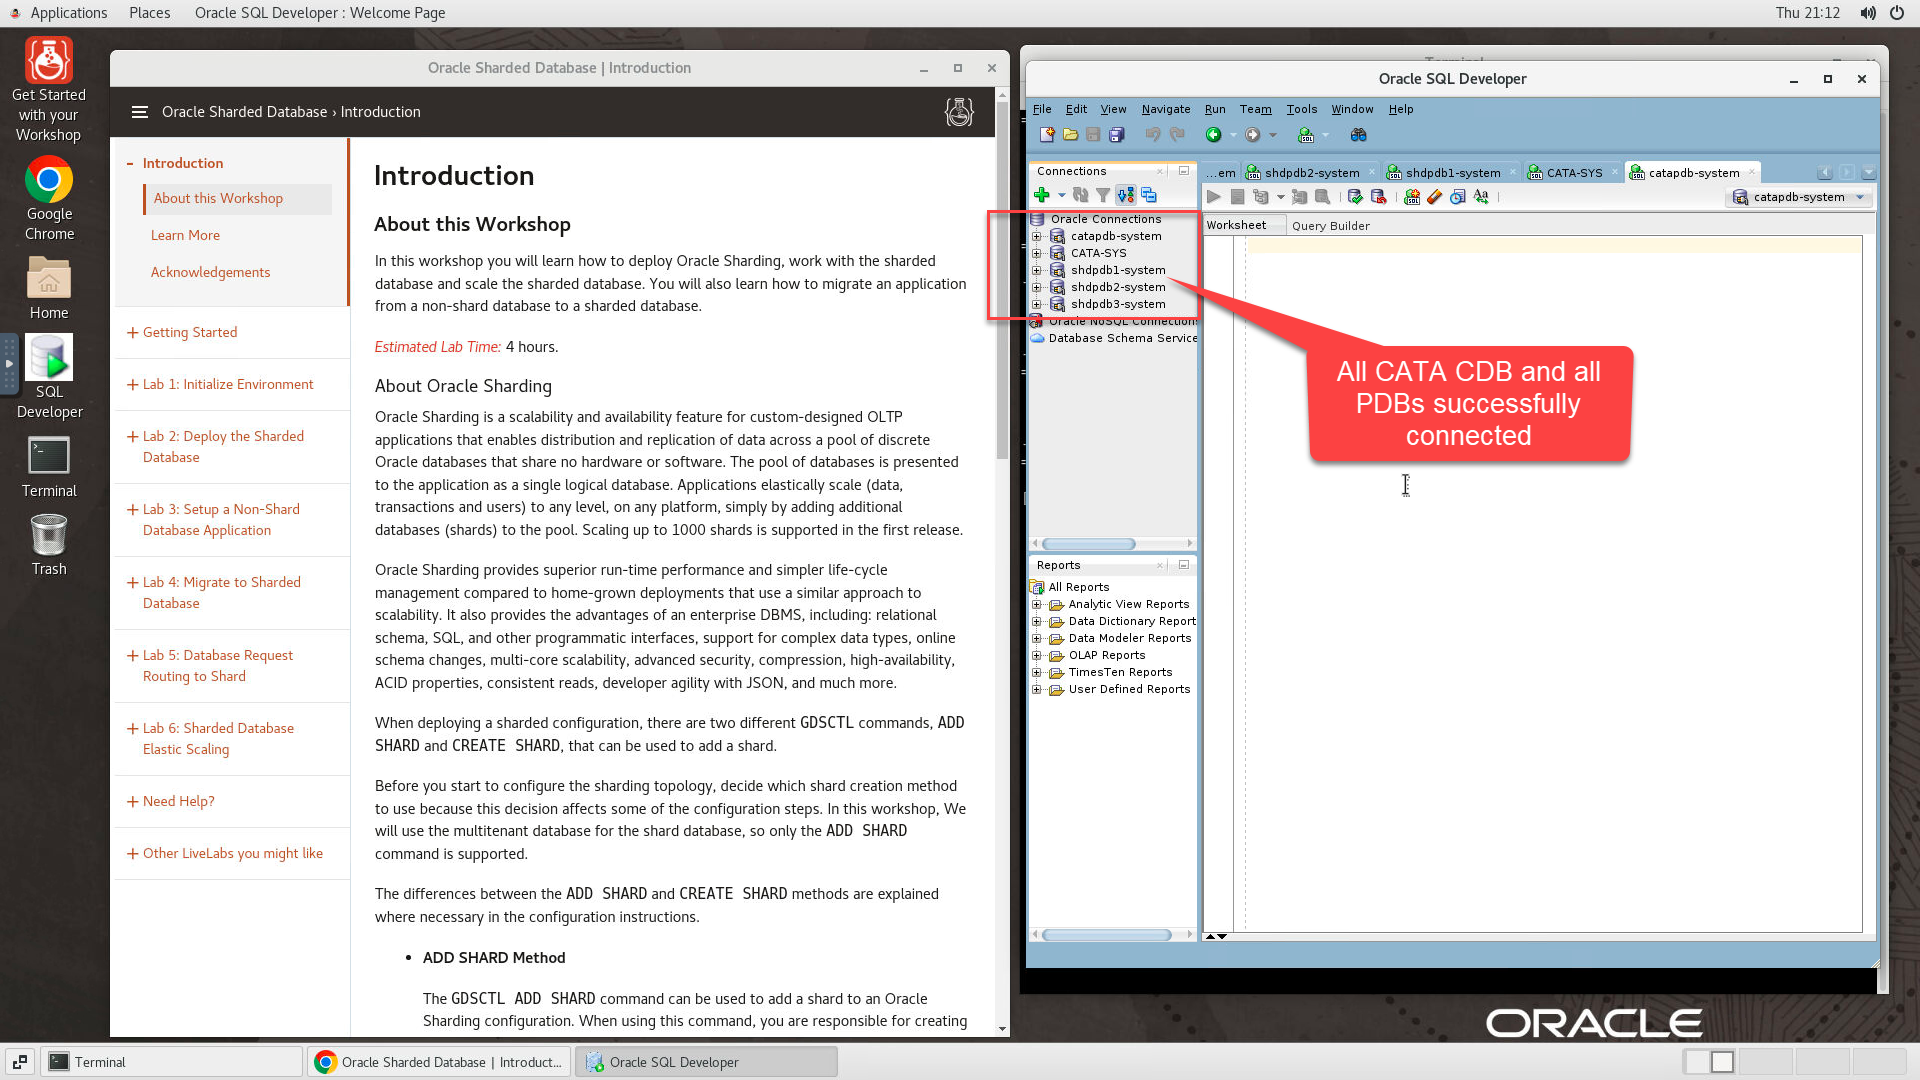 Applications Places Oracle SQL Developer : Welcome Page Thu 21:12
Get Started
with your
Workshop
Google
Chrome
Home
SQL
Developer
Terminal
Trash
Oracle Sharded Database | Introduction
Oracle Sharded Database › Introduction
- Introduction
About this Workshop
Learn More
Acknowledgements
+ Getting Started
+ Lab 1: Initialize Environment
+ Lab 2: Deploy the Sharded
Database
+ Lab 3: Setup a Non-Shard
Database Application
+ Lab 4: Migrate to Sharded
Database
+ Lab 5: Database Request
Routing to Shard
+ Lab 6: Sharded Database
Elastic Scaling
+ Need Help?
+ Other LiveLabs you might like
Introduction
About this Workshop
In this workshop you will learn how to deploy Oracle Sharding, work with the sharded
database and scale the sharded database. You will also learn how to migrate an application
from a non-shard database to a sharded database.
Estimated Lab Time: 4 hours.
About Oracle Sharding
Oracle Sharding is a scalability and availability feature for custom-designed OLTP
applications that enables distribution and replication of data across a pool of discrete
Oracle databases that share no hardware or software. The pool of databases is presented
to the application as a single logical database. Applications elastically scale (data,
transactions and users) to any level, on any platform, simply by adding additional
databases (shards) to the pool. Scaling up to 1000 shards is supported in the first release.
Oracle Sharding provides superior run-time performance and simpler life-cycle
management compared to home-grown deployments that use a similar approach to
scalability. It also provides the advantages of an enterprise DBMS, including: relational
schema, SQL, and other programmatic interfaces, support for complex data types, online
schema changes, multi-core scalability, advanced security, compression, high-availability,
ACID properties, consistent reads, developer agility with JSON, and much more.
When deploying a sharded configuration, there are two different GDSCTL commands, ADD
SHARD and CREATE SHARD, that can be used to add a shard.
Before you start to configure the sharding topology, decide which shard creation method
to use because this decision affects some of the configuration steps. In this workshop, We
will use the multitenant database for the shard database, so only the ADD SHARD
command is supported.
The differences between the ADD SHARD and CREATE SHARD methods are explained
where necessary in the configuration instructions.
• ADD SHARD Method
The GDSCTL ADD SHARD command can be used to add a shard to an Oracle
Sharding configuration. When using this command, you are responsible for creating
Oracle SQL Developer
File Edit View Navigate Run Team Tools Window Help
Connections
Oracle Connections
catapdb-system
CATA-SYS
shdpdb1-system
shdpdb2-system
shdpdb3-system
Oracle NoSQL Connection
Database Schema Service
...em shdpdb2-system shdpdb1-system CATA-SYS catapdb-system
catapdb-system
Worksheet Query Builder
All CATA CDB and all
PDBs successfully
connected
Reports
All Reports
Analytic View Reports
Data Dictionary Report
Data Modeler Reports
OLAP Reports
TimesTen Reports
User Defined Reports
ORACLE
Terminal Oracle Sharded Database | Introduct... Oracle SQL Developer